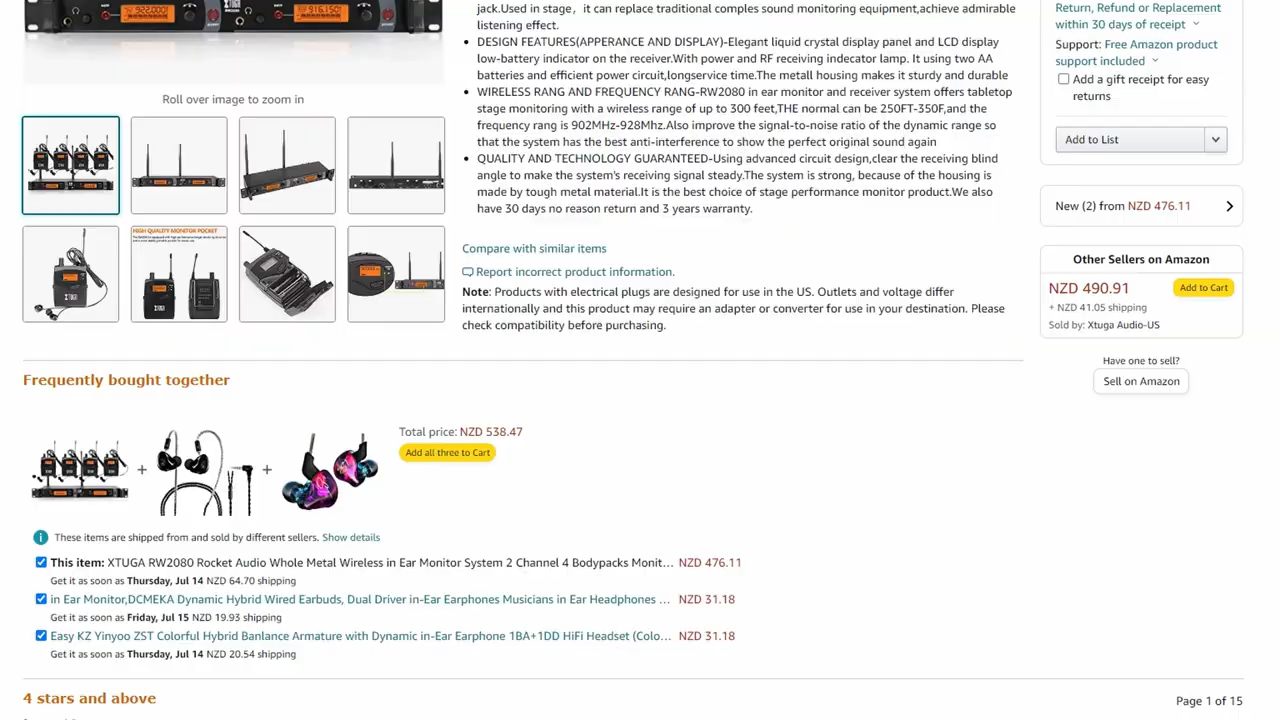 922.000
916.150
jack.Used in stage，it can replace traditional comples sound monitoring equipment,achieve admirable
listening effect.
DESIGN FEATURES(APPERANCE AND DISPLAY)-Elegant liquid crystal display panel and LCD display
low-battery indicator on the receiver.With power and RF receiving indecator lamp. It using two AA
batteries and efficient power circuit,longservice time.The metall housing makes it sturdy and durable
WIRELESS RANG AND FREQUENCY RANG-RW2080 in ear monitor and receiver system offers tabletop
stage monitoring with a wireless range of up to 300 feet,THE normal can be 250FT-350F,and the
frequency rang is 902MHz-928Mhz.Also improve the signal-to-noise ratio of the dynamic range so
that the system has the best anti-interference to show the perfect original sound again
QUALITY AND TECHNOLOGY GUARANTEED-Using advanced circuit design,clear the receiving blind
angle to make the system's receiving signal steady.The system is strong, because of the housing is
made by tough metal material.It is the best choice of stage performance monitor product.We also
have 30 days no reason return and 3 years warranty.
Compare with similar items
Report incorrect product information.
Note: Products with electrical plugs are designed for use in the US. Outlets and voltage differ
internationally and this product may require an adapter or converter for use in your destination. Please
check compatibility before purchasing.
Roll over image to zoom in
HIGH QUALITY MONITOR POCKET
XTUGA
Return, Refund or Replacement
within 30 days of receipt
Support: Free Amazon product
support included
Add a gift receipt for easy
returns
Add to List
New (2) from NZD 476.11
Other Sellers on Amazon
NZD 490.91
Add to Cart
+ NZD 41.05 shipping
Sold by: Xtuga Audio-US
Have one to sell?
Sell on Amazon
Frequently bought together
+
+
Total price: NZD 538.47
Add all three to Cart
i
These items are shipped from and sold by different sellers. Show details
This item: XTUGA RW2080 Rocket Audio Whole Metal Wireless in Ear Monitor System 2 Channel 4 Bodypacks Monit… NZD 476.11
Get it as soon as Thursday, Jul 14 NZD 64.70 shipping
in Ear Monitor,DCMEKA Dynamic Hybrid Wired Earbuds, Dual Driver in-Ear Earphones Musicians in Ear Headphones … NZD 31.18
Get it as soon as Friday, Jul 15 NZD 19.93 shipping
Easy KZ Yinyoo ZST Colorful Hybrid Banlance Armature with Dynamic in-Ear Earphone 1BA+1DD HiFi Headset (Colo… NZD 31.18
Get it as soon as Thursday, Jul 14 NZD 20.54 shipping
4 stars and above
Page 1 of 15